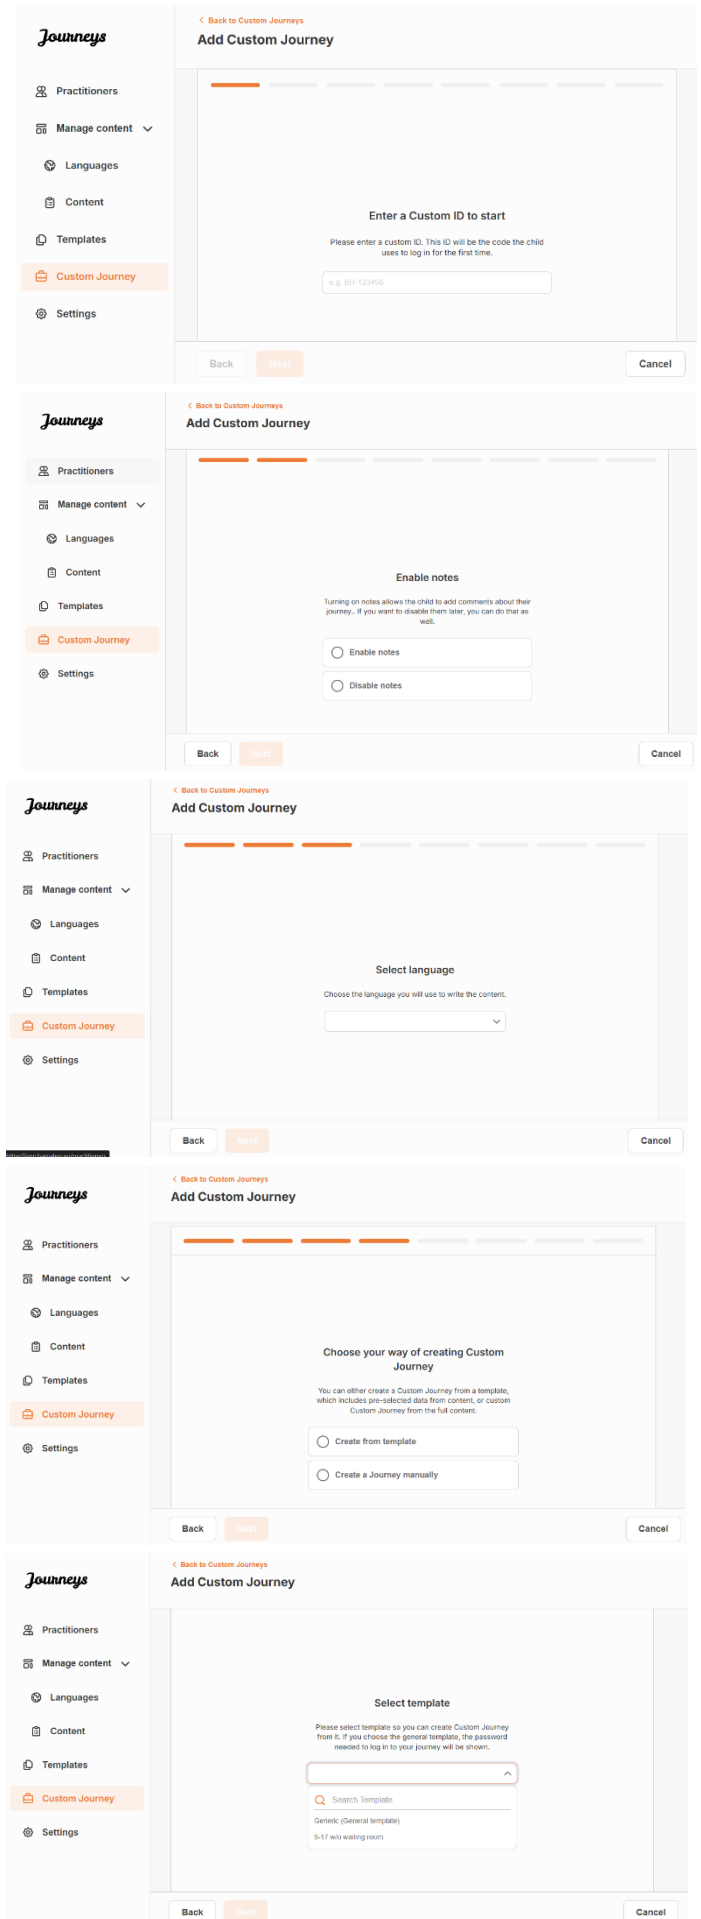 Journeys
Practitioners
Manage content
Languages
Content
Templates
Custom Journey
Settings
Back to Custom Journeys
Add Custom Journey
Enter a Custom ID to start
Please enter a custom ID. This ID will be the code the child
uses to log in for the first time.
e.g. BH-123456
Back
Next
Cancel
Journeys
Practitioners
Manage content
Languages
Content
Templates
Custom Journey
Settings
Back to Custom Journeys
Add Custom Journey
Enable notes
Turning on notes allows the child to add comments about their
journey.. If you want to disable them later, you can do that as
well.
Enable notes
Disable notes
Back
Next
Cancel
Journeys
Practitioners
Manage content
Languages
Content
Templates
Custom Journey
Settings
Back to Custom Journeys
Add Custom Journey
Select language
Choose the language you will use to write the content.
Back
Next
Cancel
Journeys
Practitioners
Manage content
Languages
Content
Templates
Custom Journey
Settings
Back to Custom Journeys
Add Custom Journey
Choose your way of creating Custom
Journey
You can either create a Custom Journey from a template,
which includes pre-selected data from content, or custom
Custom Journey from the full content.
Create from template
Create a Journey manually
Back
Next
Cancel
Journeys
Practitioners
Manage content
Languages
Content
Templates
Custom Journey
Settings
Back to Custom Journeys
Add Custom Journey
Select template
Please select template so you can create Custom Journey
from it. If you choose the general template, the password
needed to log in to your journey will be shown.
Search Template
Generic (General template)
9-17 w/o waiting room
Back
Next
Cancel